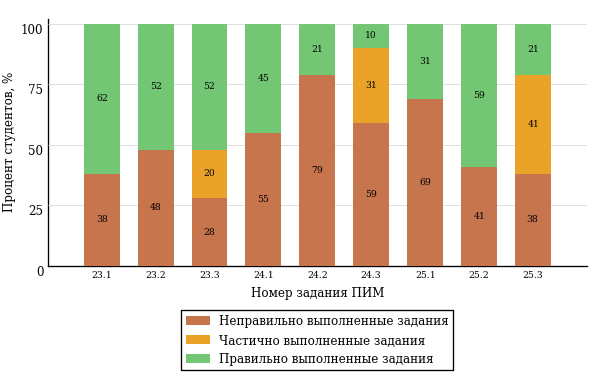 Процент студентов, %
100
75
50
25
0
62 52 52 45 21 10 31 59 21
20 31 41
38 48 28 55 79 59 69 41 38
23.1 23.2 23.3 24.1 24.2 24.3 25.1 25.2 25.3
Номер задания ПИМ
Неправильно выполненные задания
Частично выполненные задания
Правильно выполненные задания